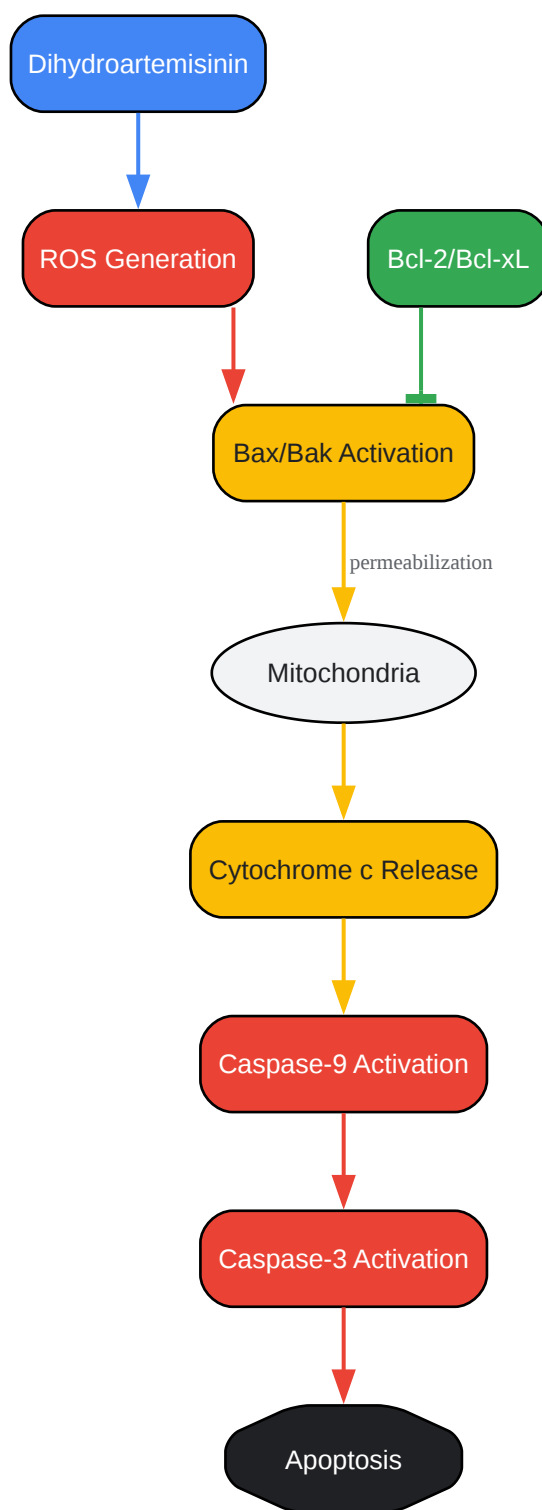 Dihydroartemisinin
ROS Generation
Bcl-2/Bcl-xL
Bax/Bak Activation
permeabilization
Mitochondria
Cytochrome c Release
Caspase-9 Activation
Caspase-3 Activation
Apoptosis